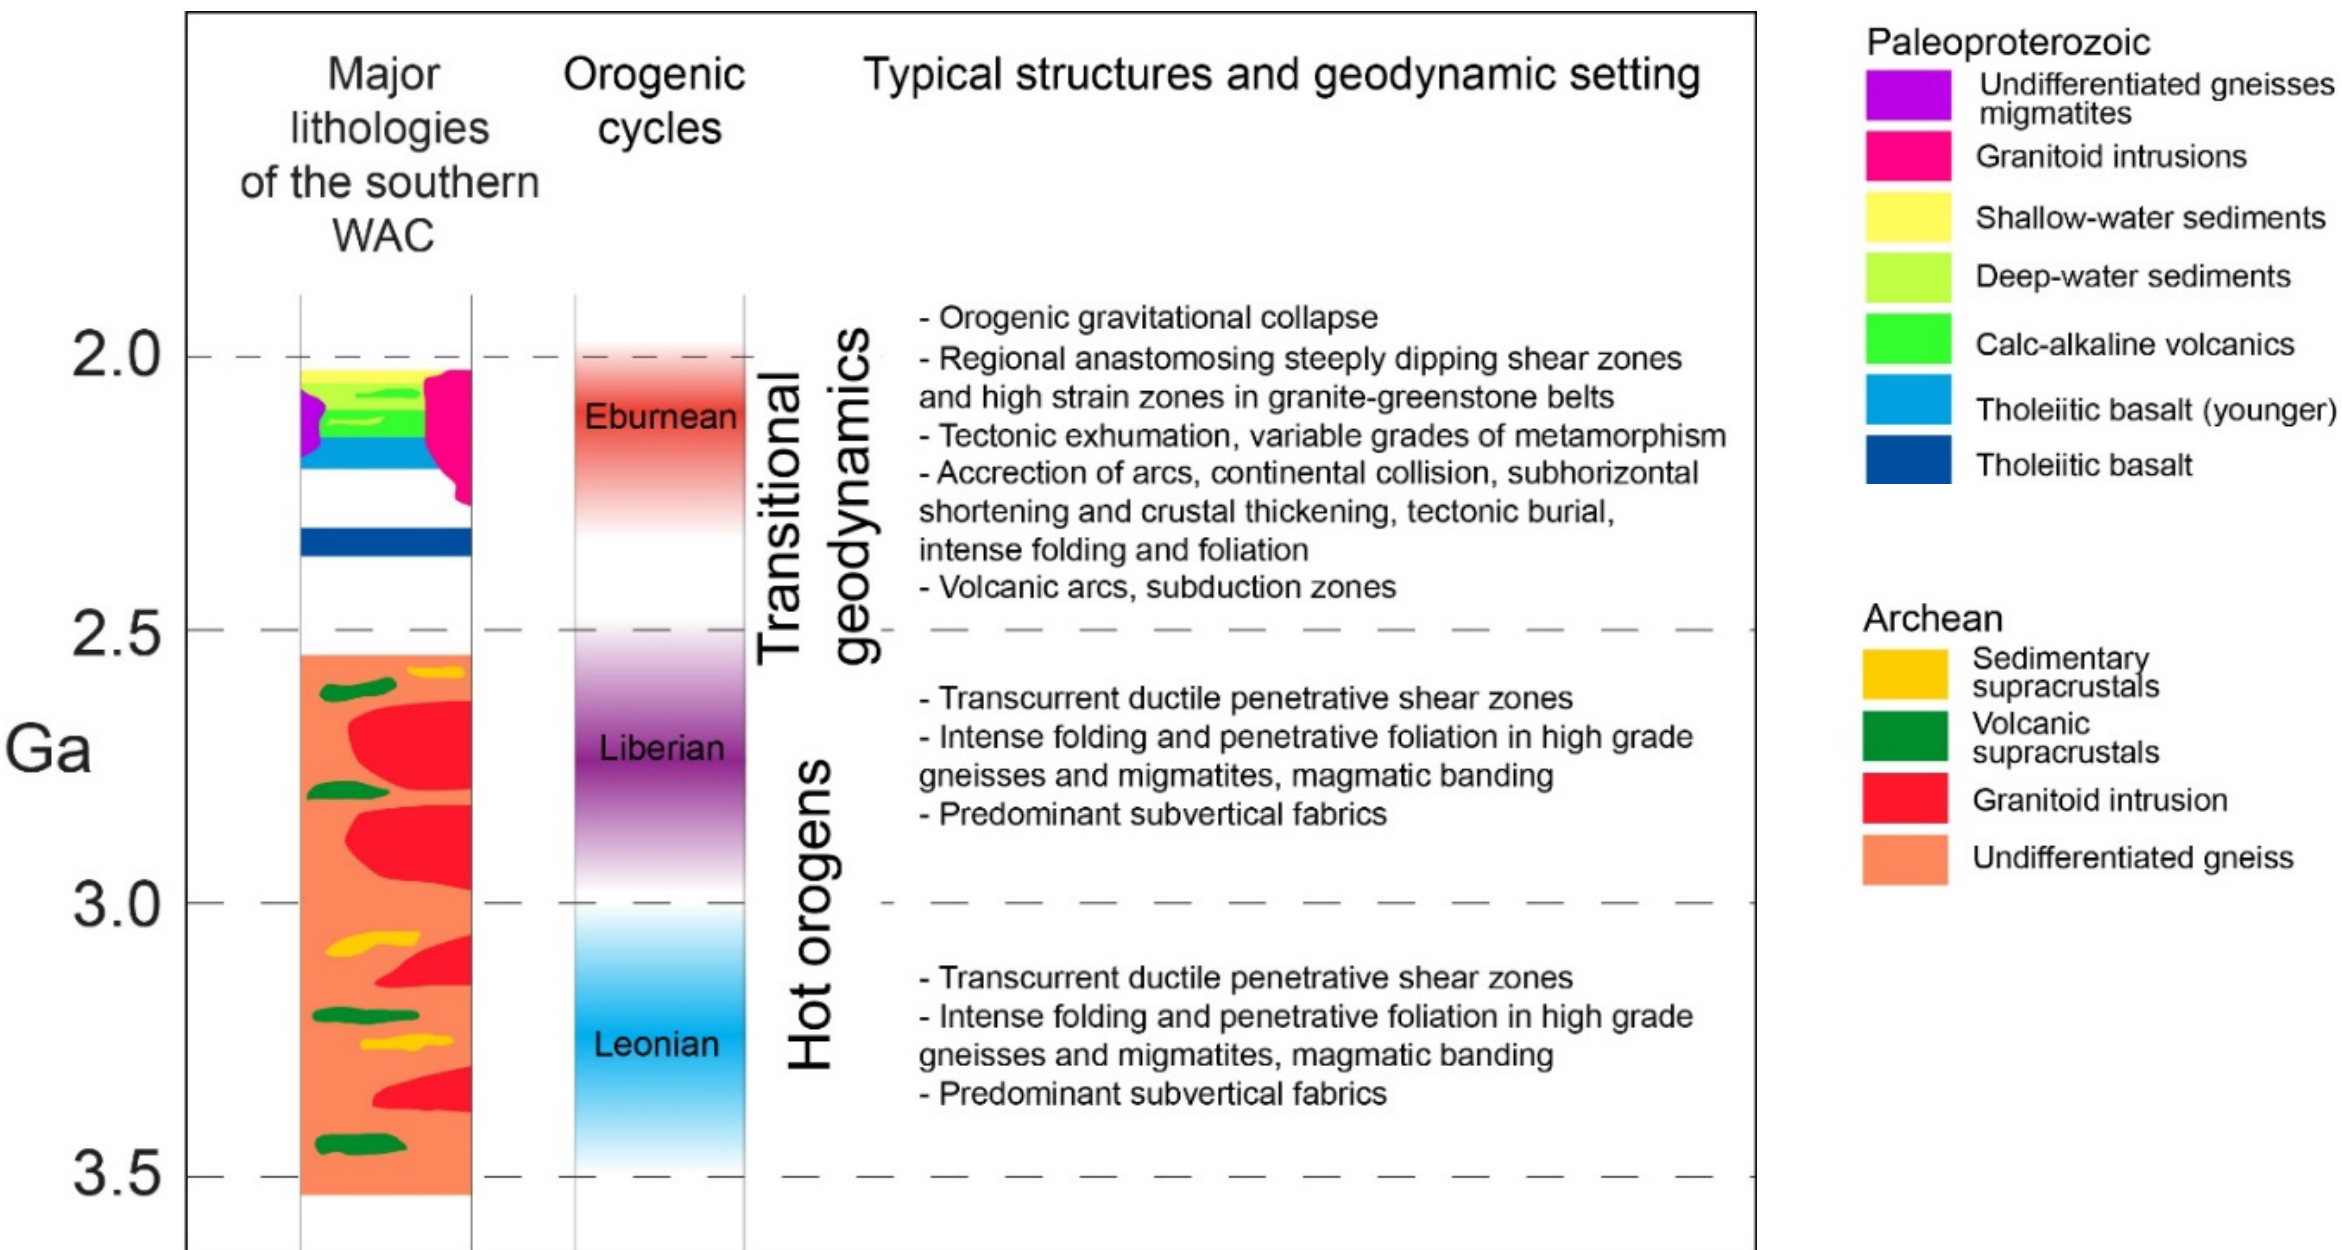 Major
lithologies
of the southern
WAC
Orogenic
cycles
Typical structures and geodynamic setting
2.0
2.5
Ga
3.0
3.5
Eburnean
Liberian
Leonian
Transitional
geodynamics
Hot orogens
- Orogenic gravitational collapse
- Regional anastomosing steeply dipping shear zones
and high strain zones in granite-greenstone belts
- Tectonic exhumation, variable grades of metamorphism
- Accrection of arcs, continental collision, subhorizontal
shortening and crustal thickening, tectonic burial,
intense folding and foliation
- Volcanic arcs, subduction zones
- Transcurrent ductile penetrative shear zones
- Intense folding and penetrative foliation in high grade
gneisses and migmatites, magmatic banding
- Predominant subvertical fabrics
- Transcurrent ductile penetrative shear zones
- Intense folding and penetrative foliation in high grade
gneisses and migmatites, magmatic banding
- Predominant subvertical fabrics
Paleoproterozoic
Undifferentiated gneisses
migmatites
Granitoid intrusions
Shallow-water sediments
Deep-water sediments
Calc-alkaline volcanics
Tholeiitic basalt (younger)
Tholeiitic basalt
Archean
Sedimentary
supracrustals
Volcanic
supracrustals
Granitoid intrusion
Undifferentiated gneiss